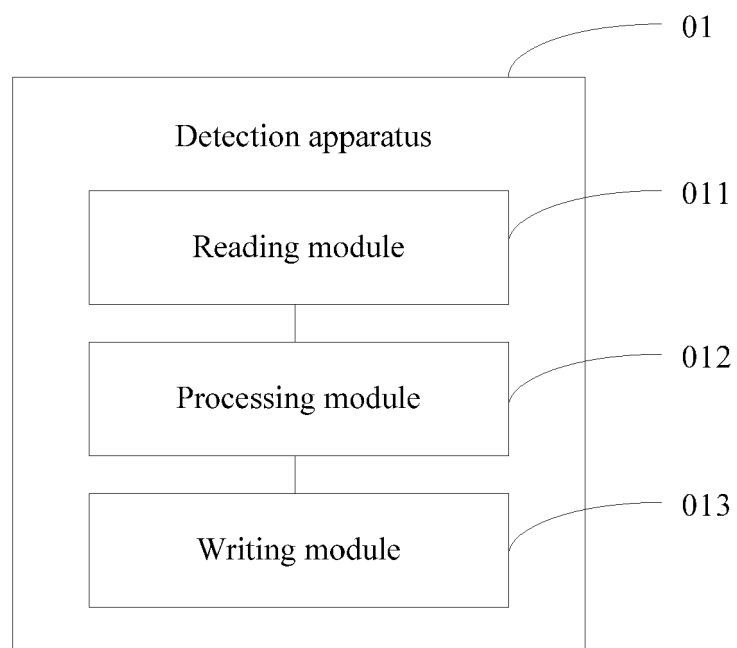 01
Detection apparatus
011
Reading module
012
Processing module
013
Writing module